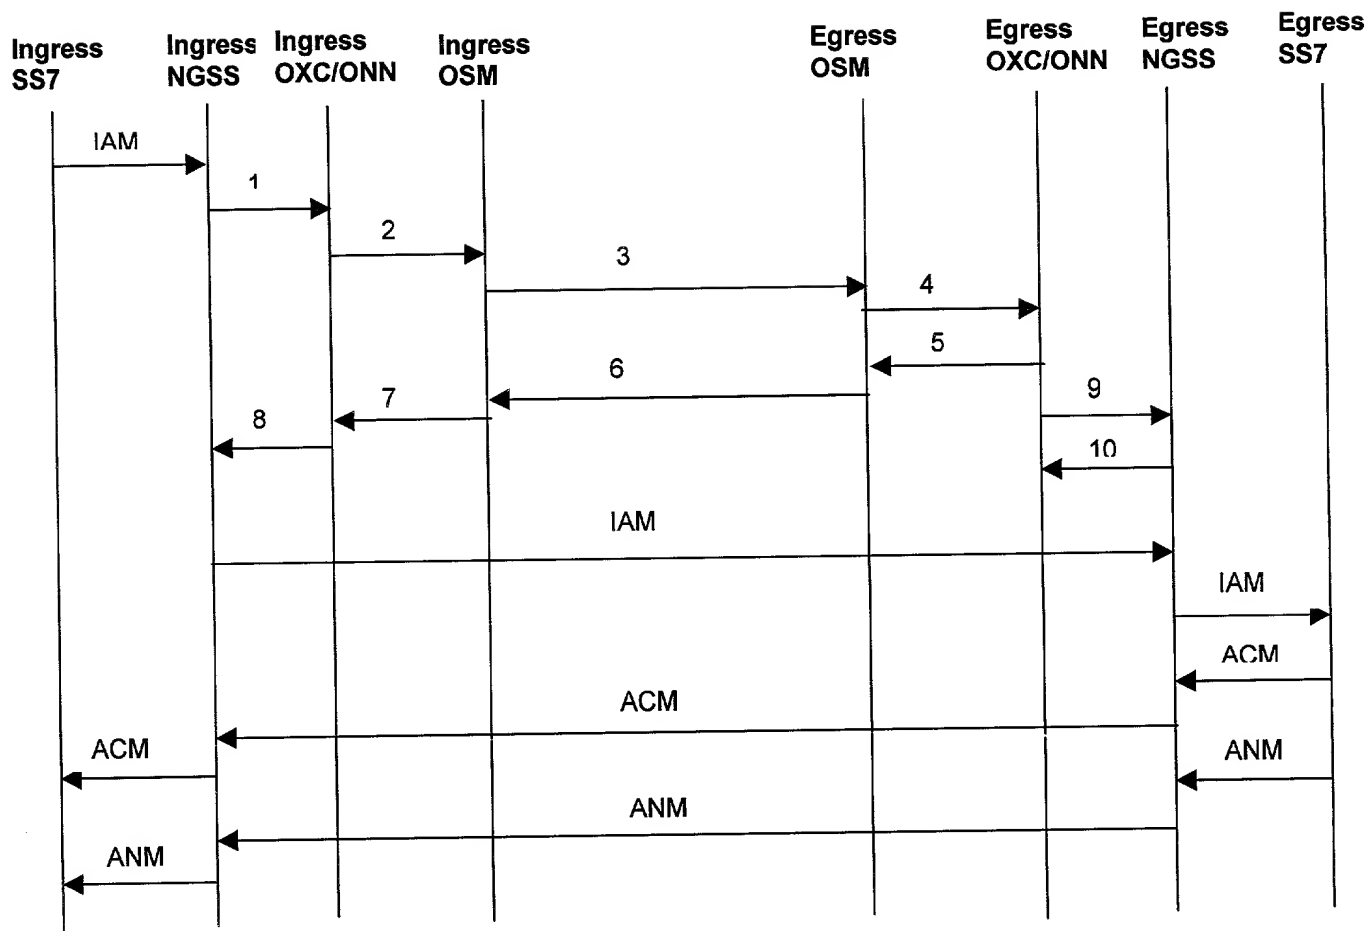 Ingress
SS7
Ingress
NGSS
Ingress
OXC/ONN
Ingress
OSM
Egress
OSM
Egress
OXC/ONN
Egress
NGSS
Egress
SS7
IAM
1
2
3
4
5
6
7
8
9
10
IAM
IAM
ACM
ACM
ACM
ANM
ANM
ANM